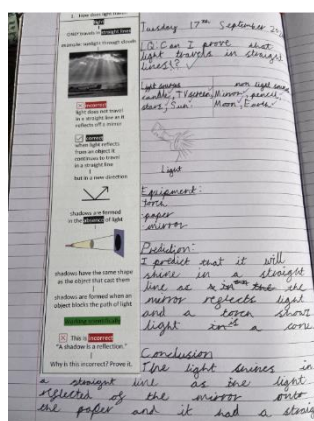 1. How does light travel?
light
ONLY travels in straight lines
example: sunlight through clouds
incorrect
light does not travel
in a straight line as it
reflects off a mirror
correct
when light reflects
from an object it
continues to travel
in a straight line
but in a new direction
shadows are formed
in the absence of light
shadows have the same shape
as the object that cast them
shadows are formed when an
object blocks the path of light
This is incorrect
"A shadow is a reflection."
Why is this incorrect? Prove it.
Tuesday 17th September
LQ: Can I prove that
light travels in straight
lines?
Light sources
non light sources
candle, TV screen, Mirror, pencil,
stars, Sun Moon, Earth
Light
Equipment:
torch
paper
mirror
Prediction:
I predict that it will
shine in a straight
line as the
mirror reflects light
and a torch shows
light in a cone
Conclusion
The light shines in
a straight line as the light
reflected of the mirror onto
the paper and it had a